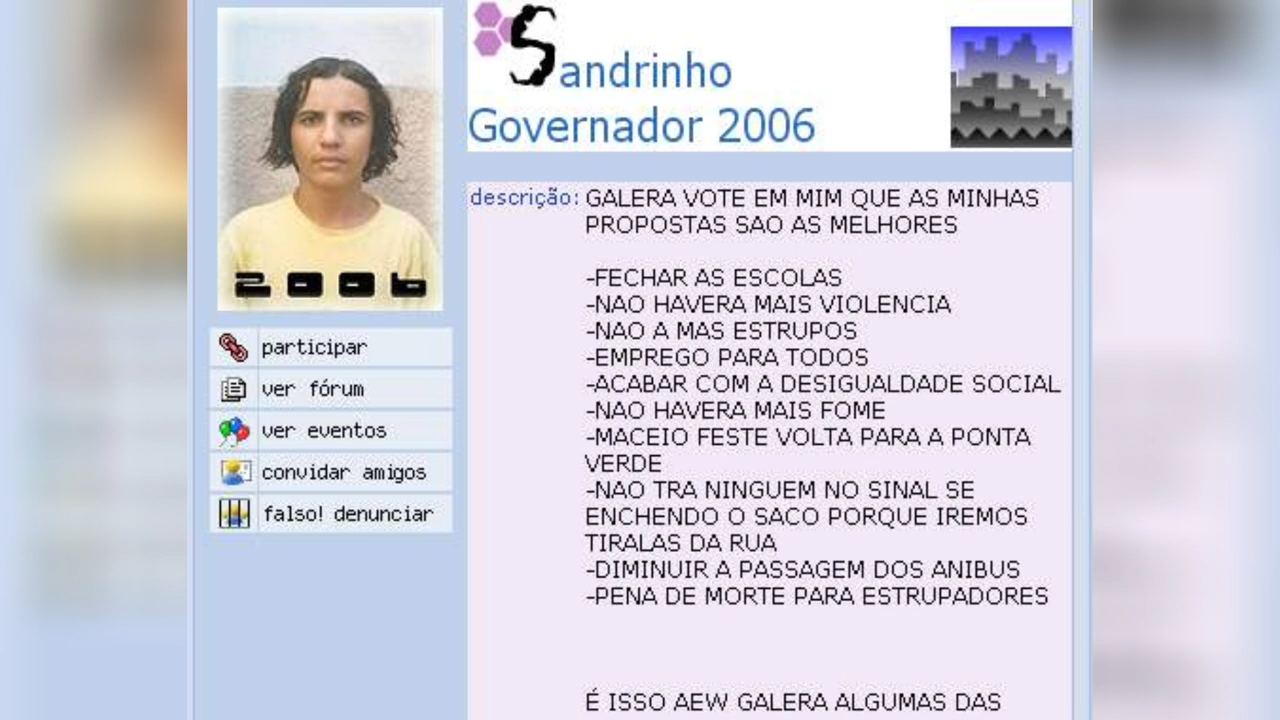 Sandrinho
Governador 2006
2006
participar
ver fórum
ver eventos
convidar amigos
falso! denunciar
descrição: GALERA VOTE EM MIM QUE AS MINHAS
PROPOSTAS SAO AS MELHORES
-FECHAR AS ESCOLAS
-NAO HAVERA MAIS VIOLENCIA
-NAO A MAS ESTRUPOS
-EMPREGO PARA TODOS
-ACABAR COM A DESIGUALDADE SOCIAL
-NAO HAVERA MAIS FOME
-MACEIO FESTE VOLTA PARA A PONTA
VERDE
-NAO TRA NINGUEM NO SINAL SE
ENCHENDO O SACO PORQUE IREMOS
TIRALAS DA RUA
-DIMINUIR A PASSAGEM DOS ANIBUS
-PENA DE MORTE PARA ESTRUPADORES
É ISSO AEW GALERA ALGUMAS DAS